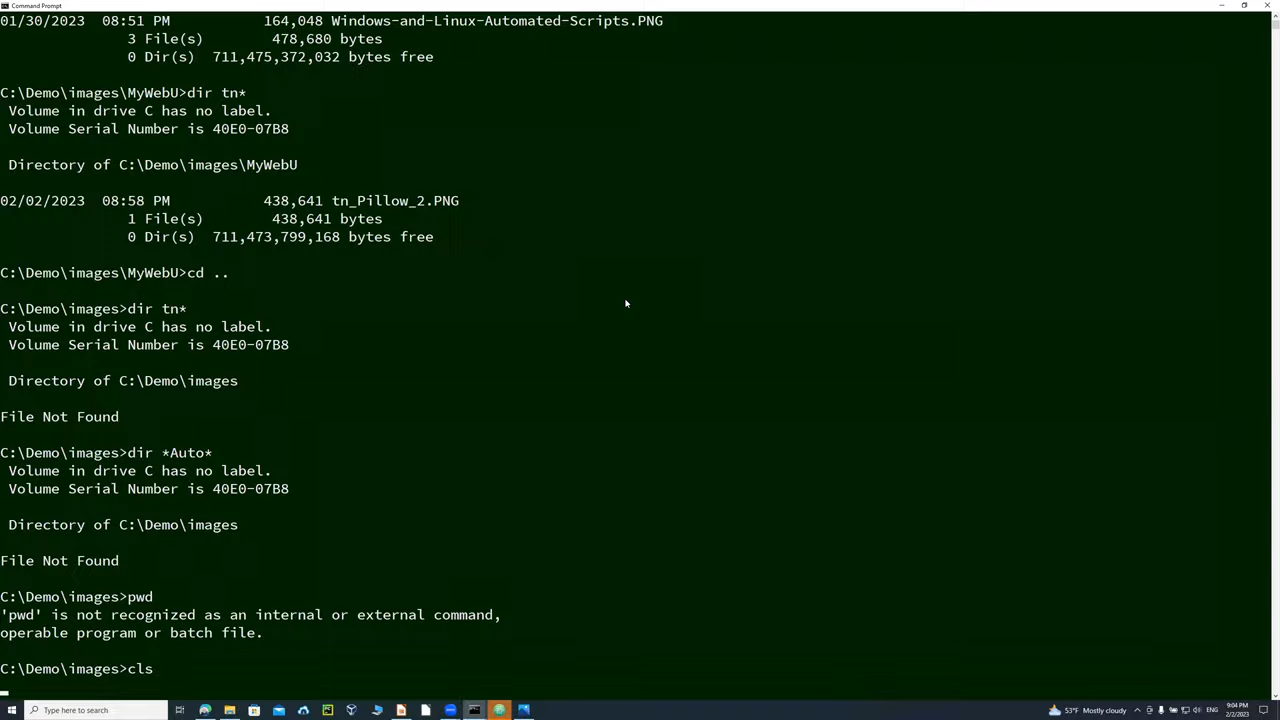 Command Prompt
01/30/2023  08:51 PM           164,048 Windows-and-Linux-Automated-Scripts.PNG
               3 File(s)        478,680 bytes
               0 Dir(s)  711,475,372,032 bytes free
C:\Demo\images\MyWebU>dir tn*
 Volume in drive C has no label.
 Volume Serial Number is 40E0-07B8
 Directory of C:\Demo\images\MyWebU
02/02/2023  08:58 PM           438,641 tn_Pillow_2.PNG
               1 File(s)        438,641 bytes
               0 Dir(s)  711,473,799,168 bytes free
C:\Demo\images\MyWebU>cd ..
C:\Demo\images>dir tn*
 Volume in drive C has no label.
 Volume Serial Number is 40E0-07B8
 Directory of C:\Demo\images
File Not Found
C:\Demo\images>dir *Auto*
 Volume in drive C has no label.
 Volume Serial Number is 40E0-07B8
 Directory of C:\Demo\images
File Not Found
C:\Demo\images>pwd
'pwd' is not recognized as an internal or external command,
operable program or batch file.
C:\Demo\images>cls
Type here to search
53°F Mostly cloudy
ENG
9:04 PM
2/2/2023